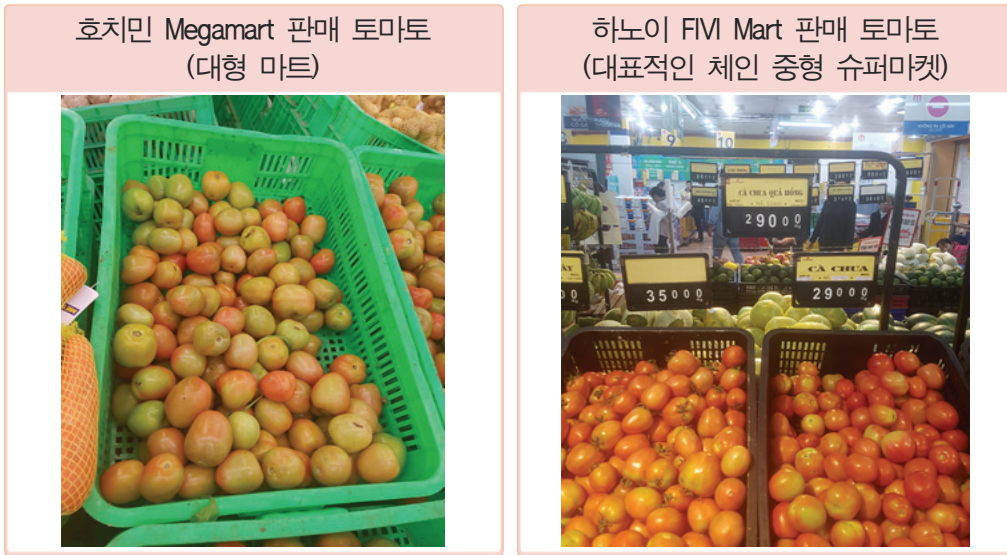 호치민 Megamart 판매 토마토
(대형 마트)
하노이 FIVI Mart 판매 토마토
(대표적인 체인 중형 슈퍼마켓)
9
10
CÀ CHUA QUẢ HỒNG
29000
35000
CÀ CHUA
29000